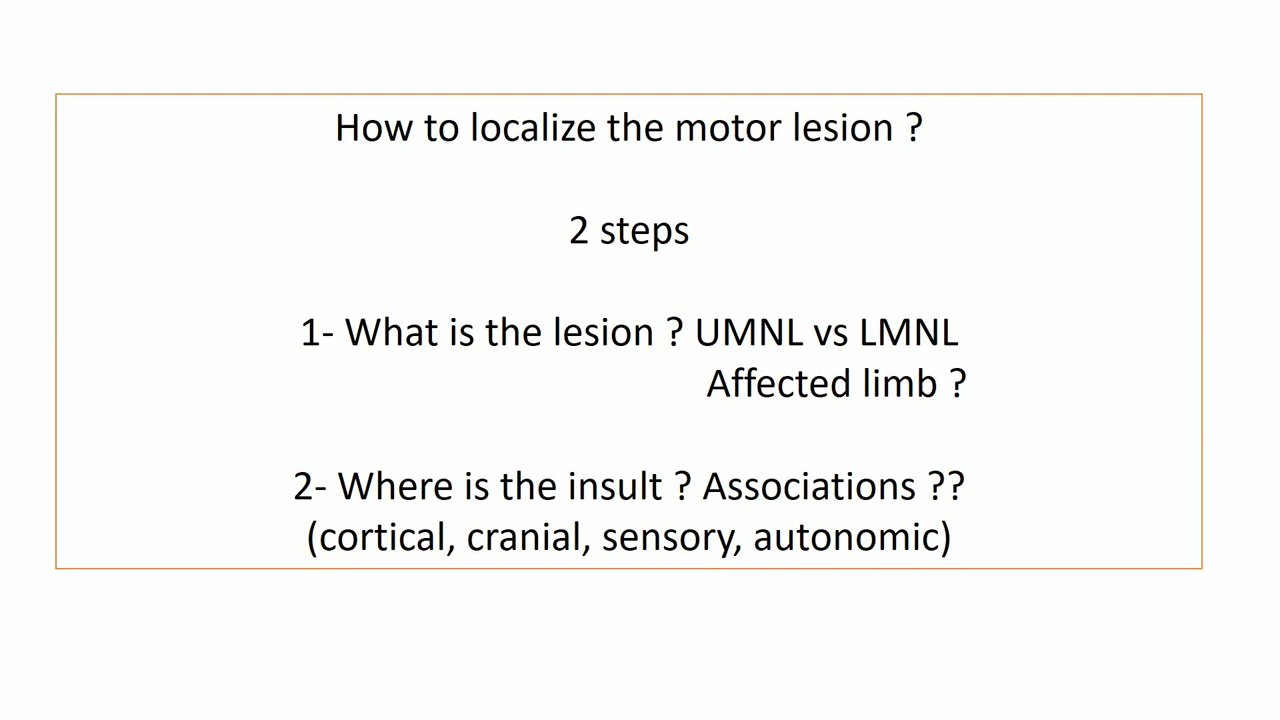 How to localize the motor lesion ?
2 steps
1- What is the lesion ? UMNL vs LMNL
Affected limb ?
2- Where is the insult ? Associations ??
(cortical, cranial, sensory, autonomic)